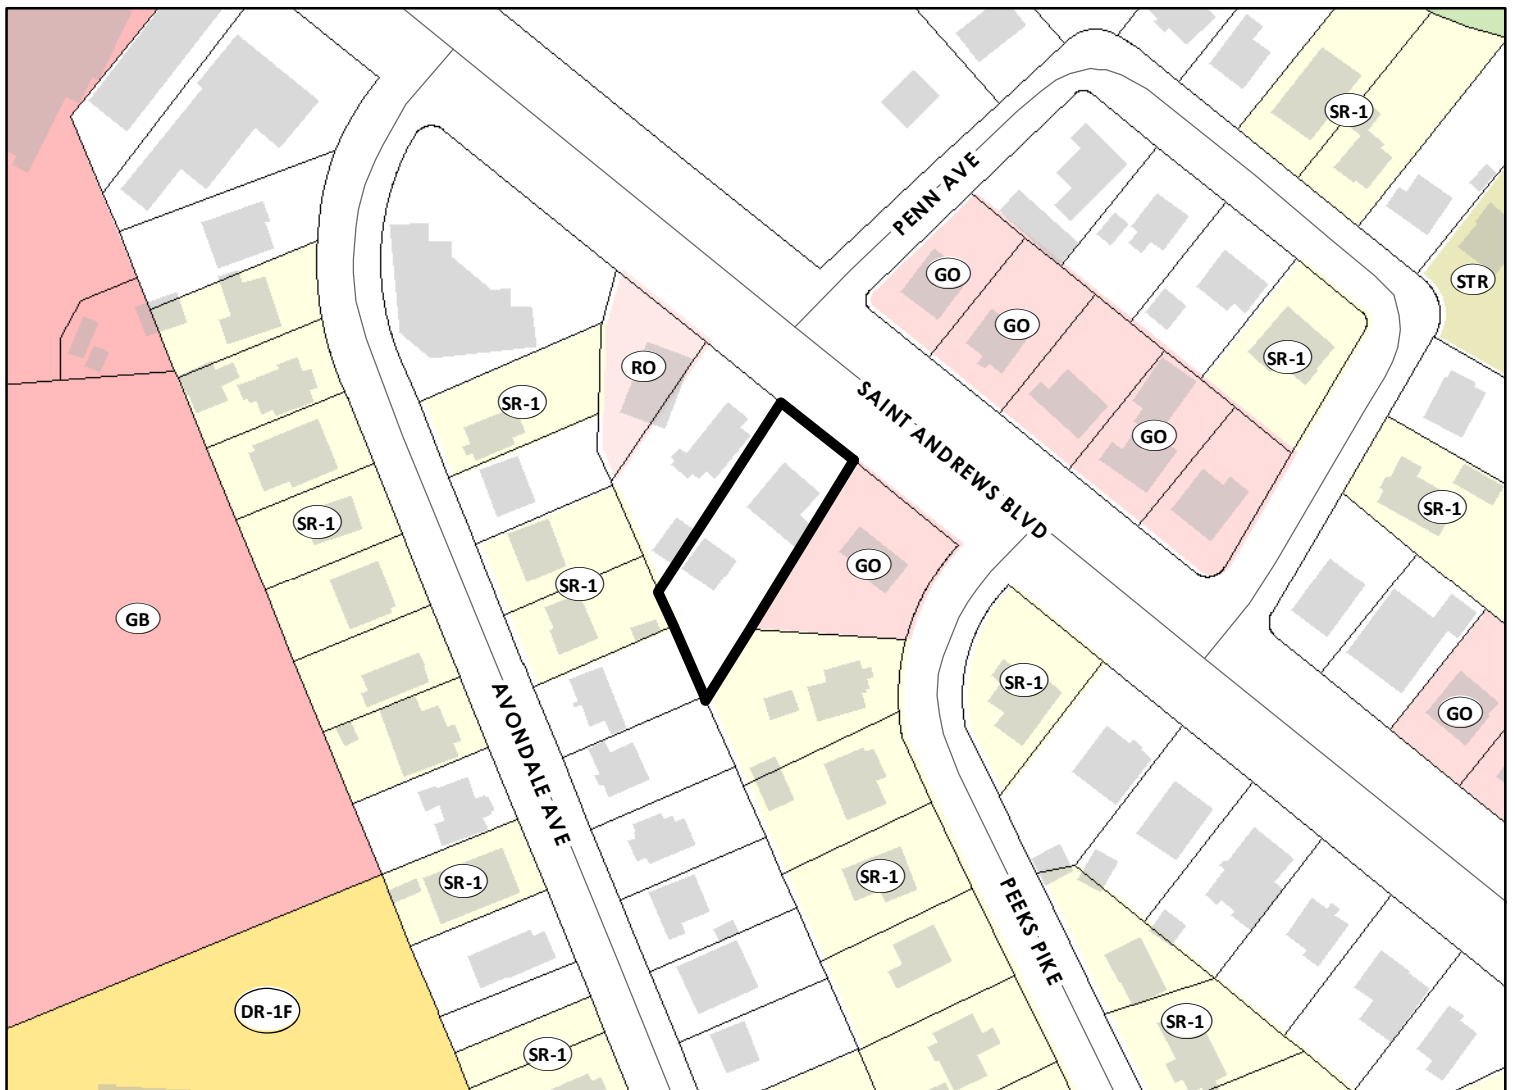 SR-1
PENN AVE
GO
STR
GO
SR-1
RO
SR-1
SAINT ANDREWS BLVD
GO
SR-1
SR-1
GO
SR-1
GB
SR-1
GO
AVONDALE AVE
SR-1
SR-1
PEEKS PIKE
DR-1F
SR-1
SR-1